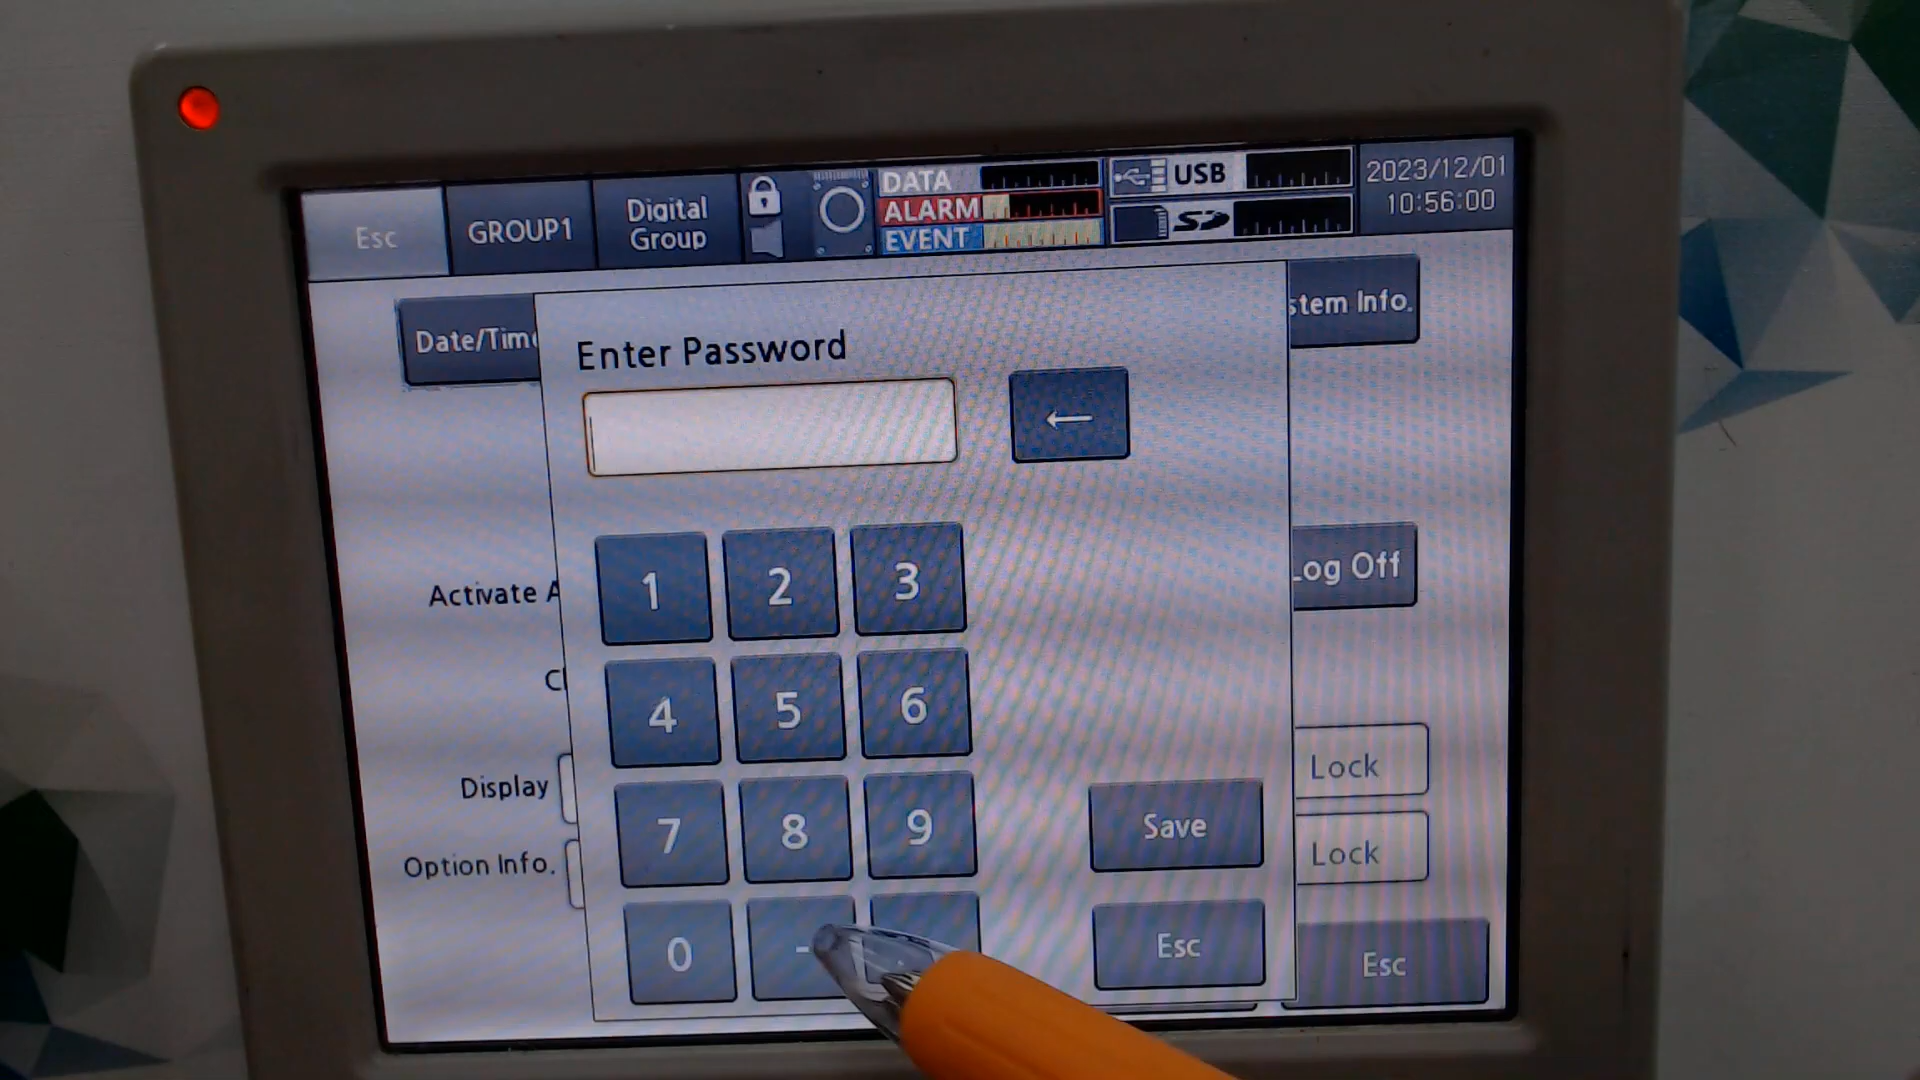 Esc
GROUP1
Digital
Group
DATA
ALARM
EVENT
USB
2023/12/01
10:56:00
Enter Password
Date/Tim
stem Info.
←
1 2 3
Activate A
Log Off
4 5 6
Display
Lock
7 8 9
Save
Option Info.
Lock
0 -
Esc
Esc